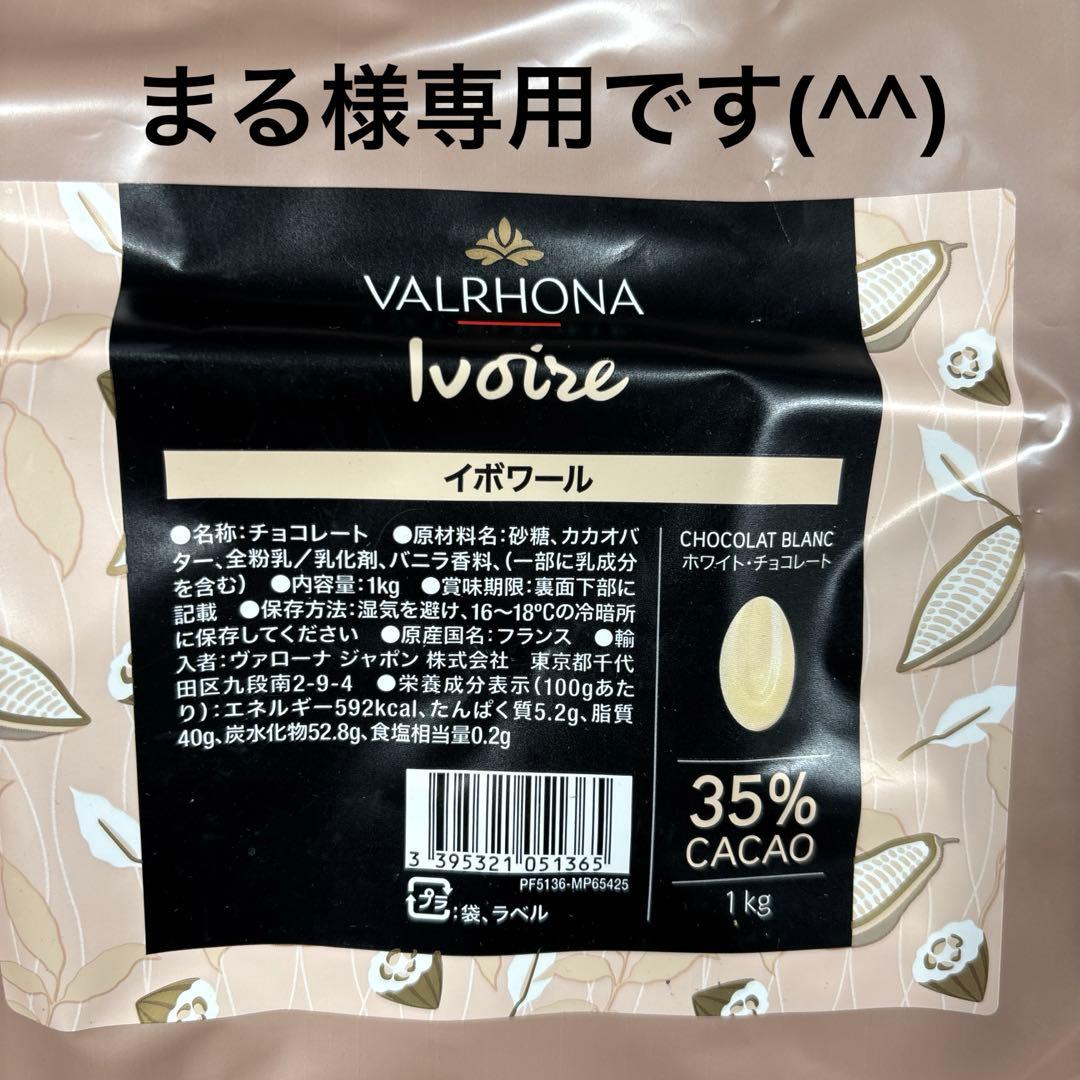 まる様専用です(^^)
VALRHONA
Ivoire
イボワール
●名称:チョコレート ●原材料名:砂糖、カカオバ
ター、全粉乳/乳化剤、バニラ香料、(一部に乳成分
を含む) ●内容量:1kg ●賞味期限:裏面下部に
記載 ●保存方法:湿気を避け、16〜18℃の冷暗所
に保存してください ●原産国名:フランス ●輸
入者:ヴァローナ ジャポン 株式会社 東京都千代
田区九段南2-9-4 ●栄養成分表示(100gあた
り):エネルギー592kcal、たんぱく質5.2g、脂質
40g、炭水化物52.8g、食塩相当量0.2g
3 395321 051365
PF5136-MP65425
プラ:袋、ラベル
CHOCOLAT BLANC
ホワイト・チョコレート
35%
CACAO
1kg